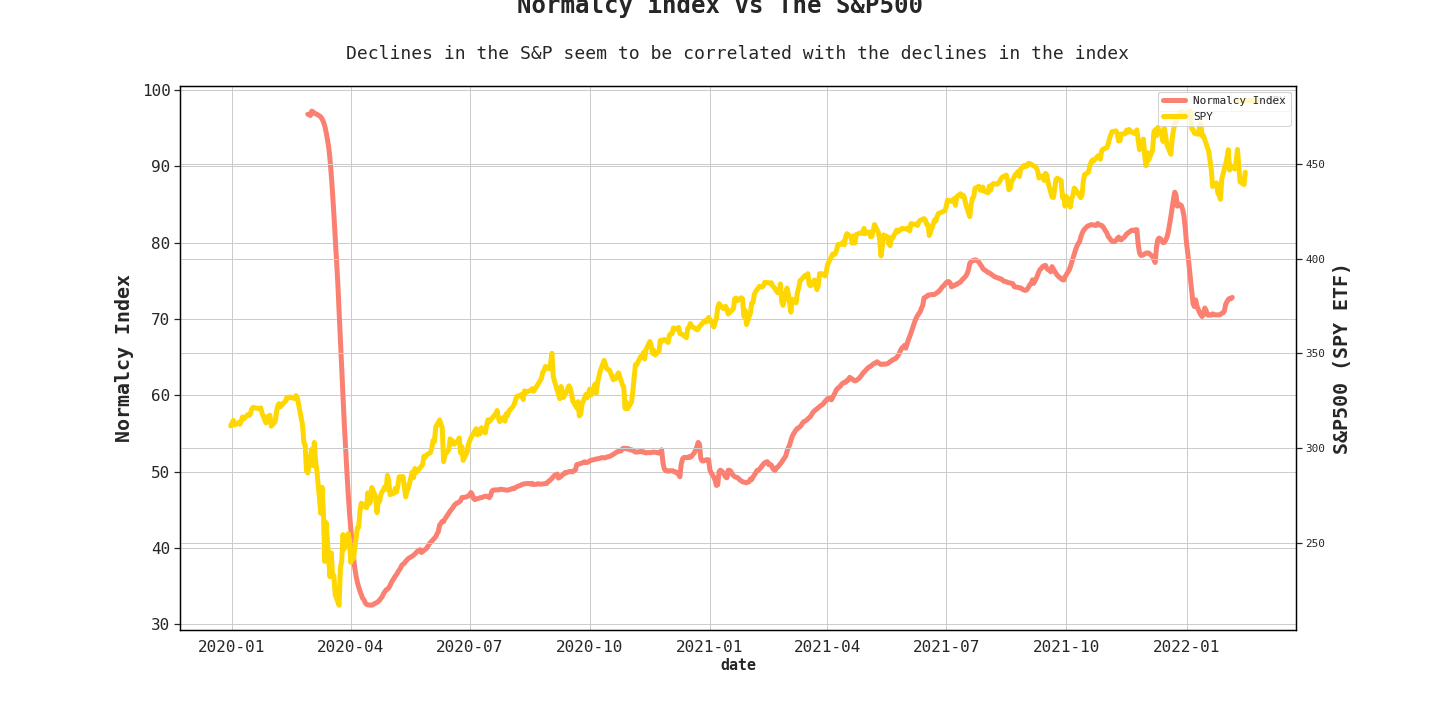 Normalcy index vs The S&P500
Declines in the S&P seem to be correlated with the declines in the index
Normalcy Index
SPY
100
90
80
70
60
50
40
30
Normalcy Index
450
400
350
300
250
S&P500 (SPY ETF)
2020-01 2020-04 2020-07 2020-10 2021-01 2021-04 2021-07 2021-10 2022-01
date